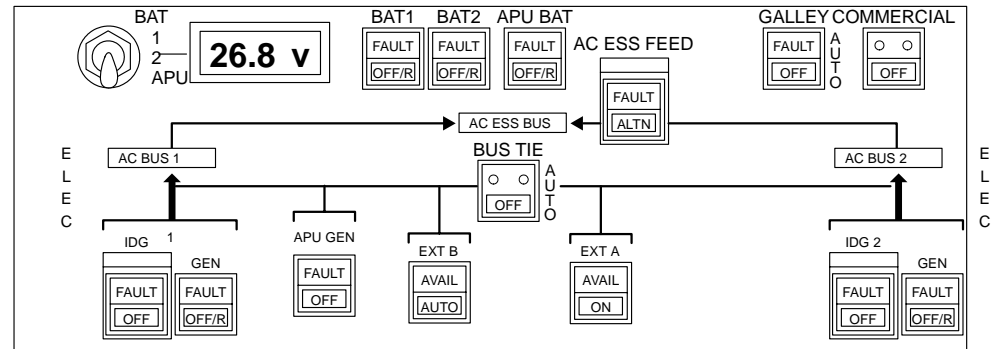 BAT
1
2
APU
26.8 v
BAT1
FAULT
OFF/R
BAT2
FAULT
OFF/R
APU BAT
FAULT
OFF/R
AC ESS FEED
FAULT
ALTN
GALLEY
FAULT
OFF
AUTO
COMMERCIAL
OFF
AC ESS BUS
ELEC
AC BUS 1
BUS TIE
OFF
AUTO
AC BUS 2
ELEC
IDG 1
FAULT
OFF
GEN
FAULT
OFF/R
APU GEN
FAULT
OFF
EXT B
AVAIL
AUTO
EXT A
AVAIL
ON
IDG 2
FAULT
OFF
GEN
FAULT
OFF/R